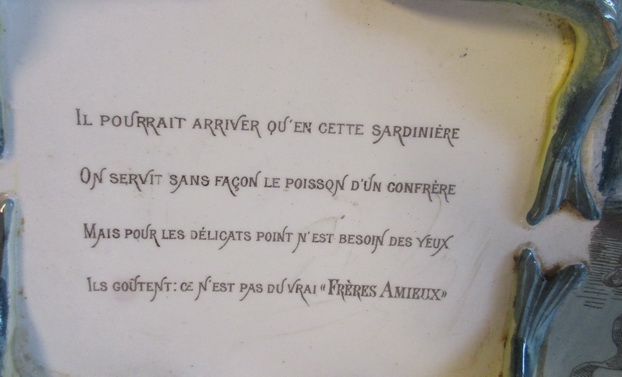 Il pourrait arriver qu'en cette sardinière
On servit sans façon le poisson d'un confrère
Mais pour les délicats point n'est besoin des yeux
Ils goûtent: ce n'est pas du vrai «Frères Amieux»